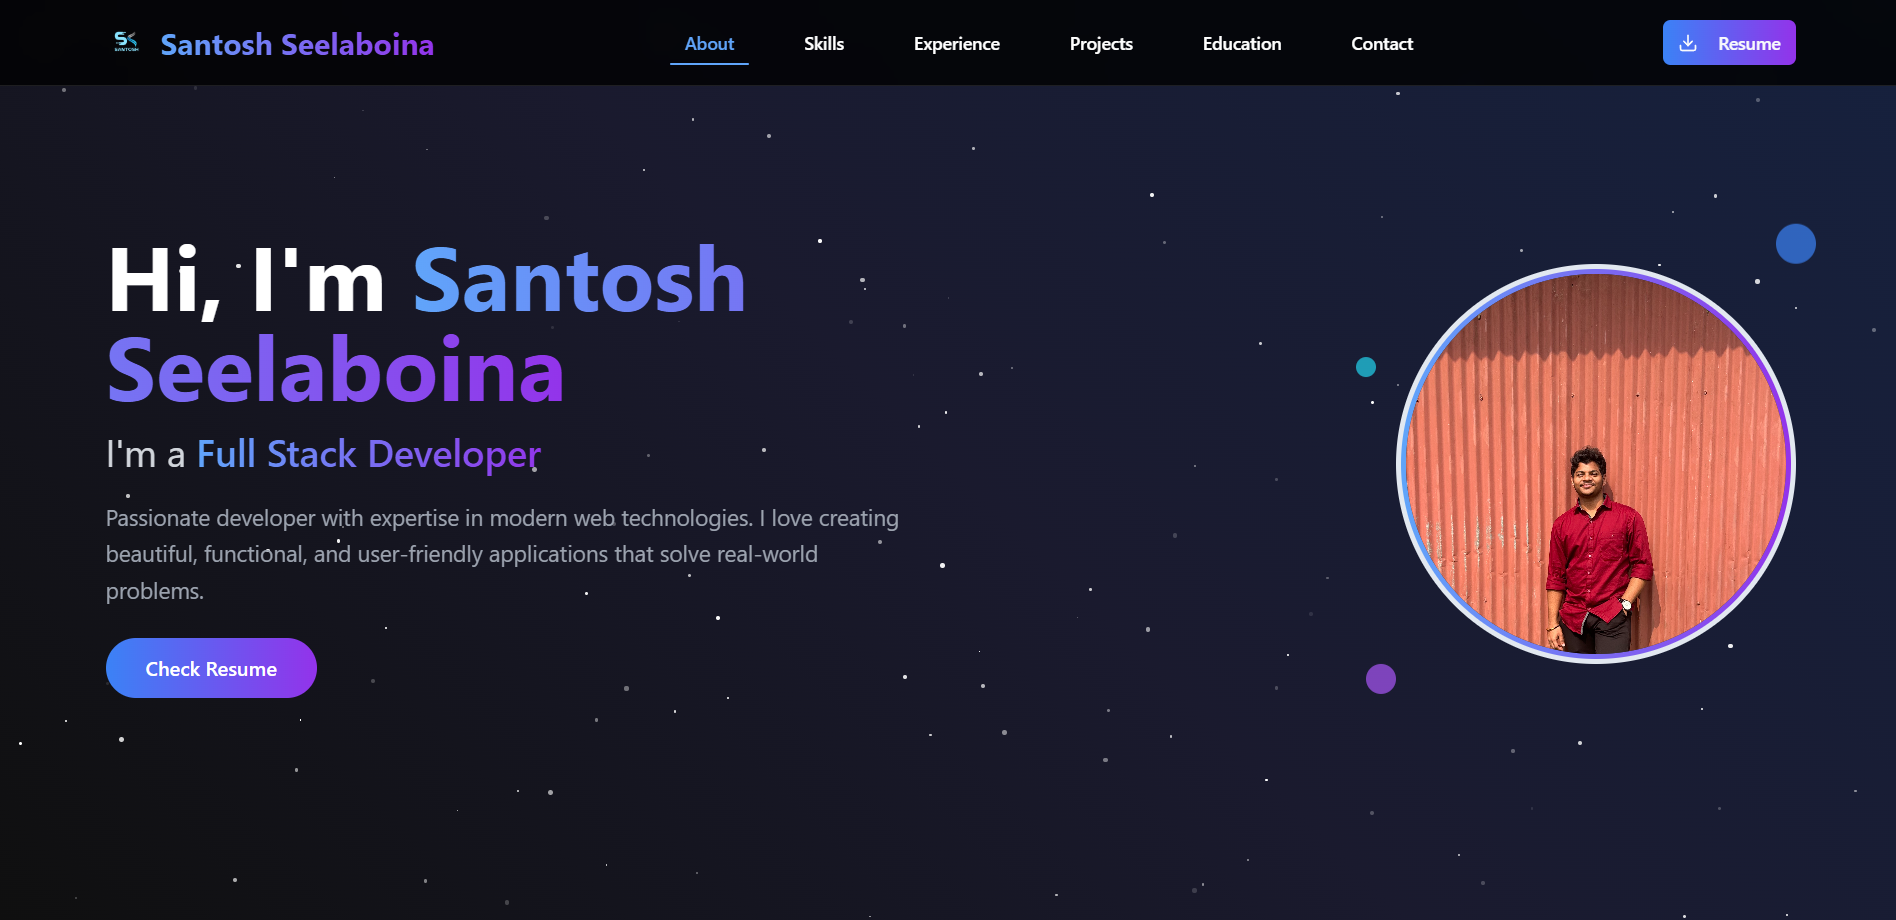 SK
SANTOSH
Santosh Seelaboina
About
Skills
Experience
Projects
Education
Contact
Resume
Hi, I'm Santosh
Seelaboina
I'm a Full Stack Developer
Passionate developer with expertise in modern web technologies. I love creating
beautiful, functional, and user-friendly applications that solve real-world
problems.
Check Resume